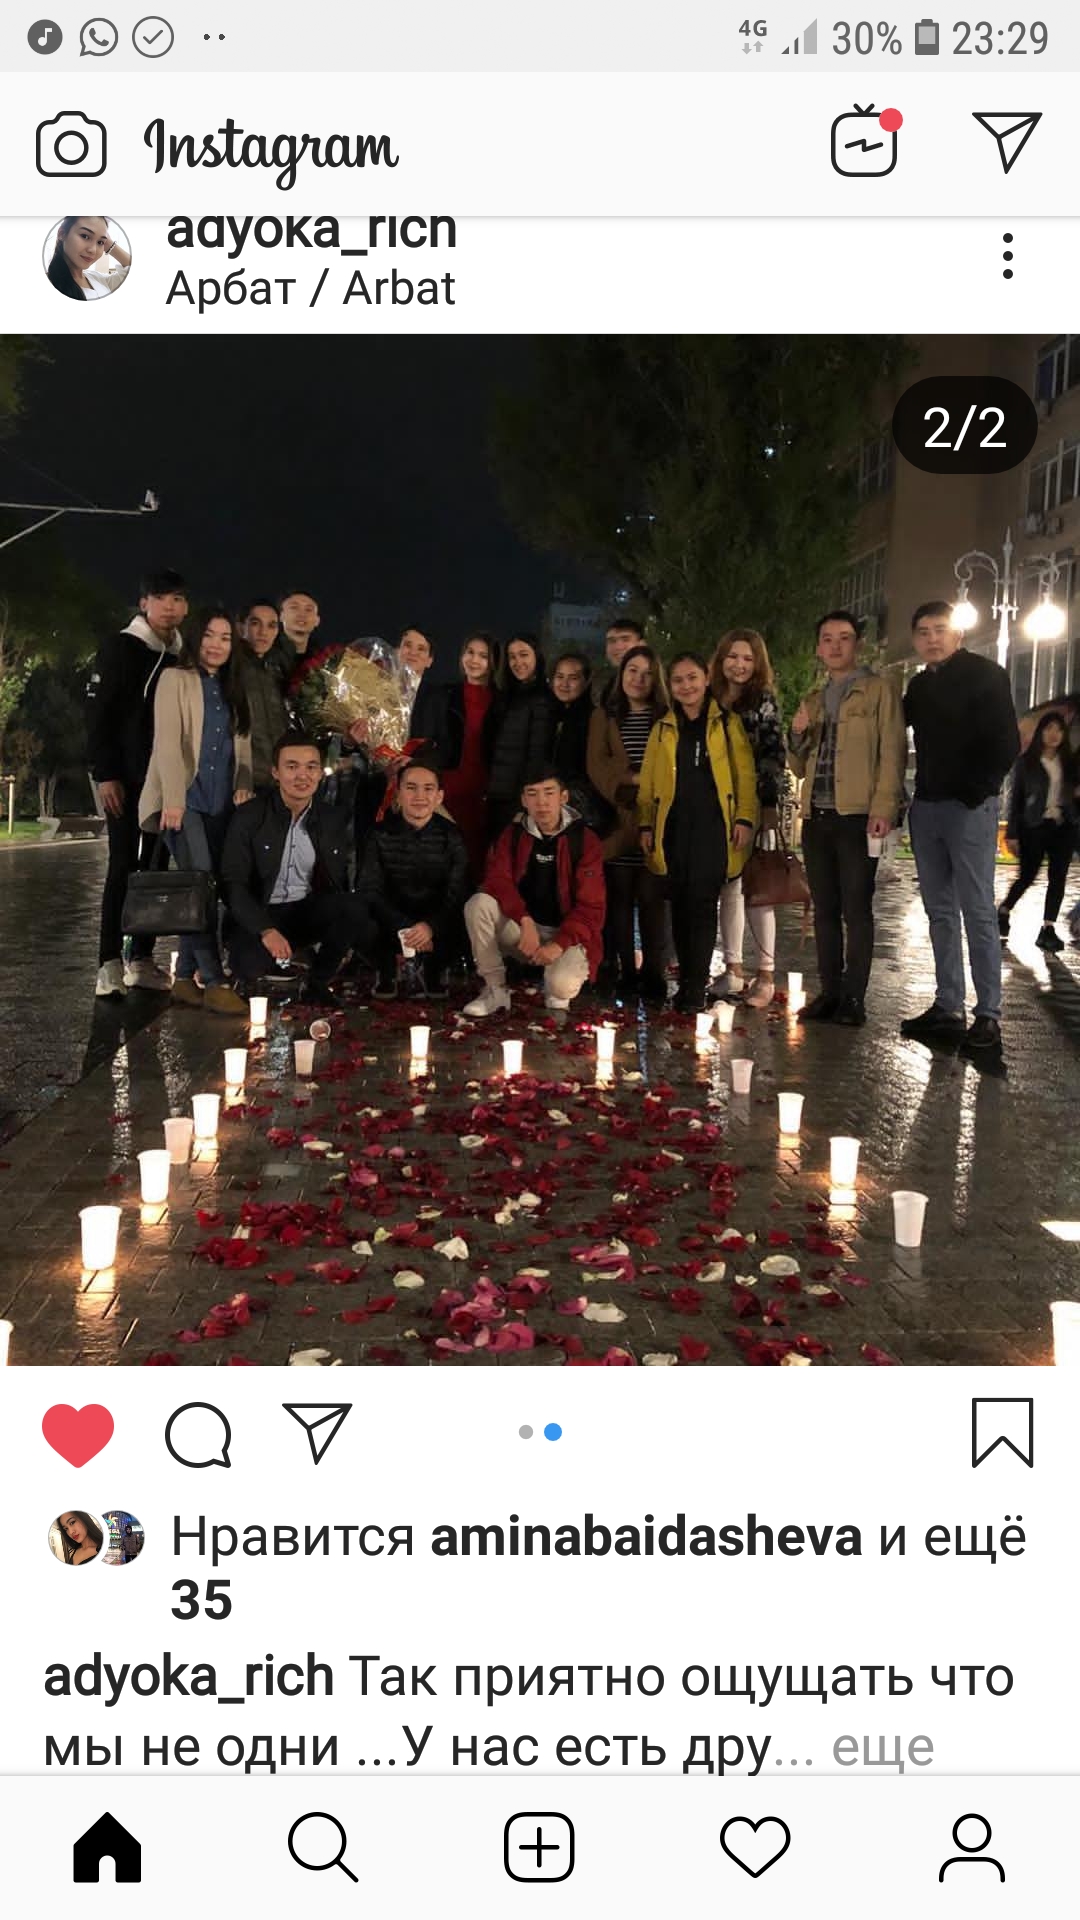 4G 30% 23:29
Instagram
adyoka_rich
Арбат / Arbat
2/2
Нравится aminabaidasheva и ещё
35
adyoka_rich Так приятно ощущать что
мы не одни ...У нас есть дру... еще